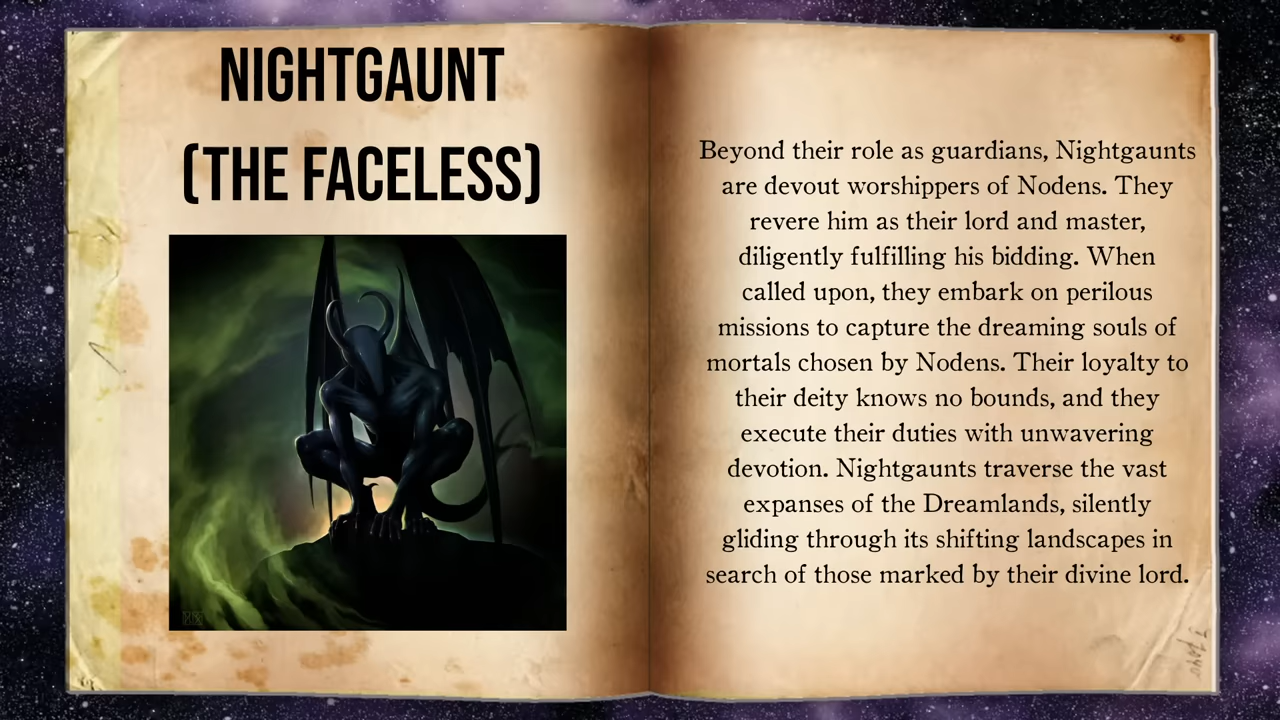 NIGHTGAUNT
(THE FACELESS)
Beyond their role as guardians, Nightgaunts
are devout worshippers of Nodens. They
revere him as their lord and master,
diligently fulfilling his bidding. When
called upon, they embark on perilous
missions to capture the dreaming souls of
mortals chosen by Nodens. Their loyalty to
their deity knows no bounds, and they
execute their duties with unwavering
devotion. Nightgaunts traverse the vast
expanses of the Dreamlands, silently
gliding through its shifting landscapes in
search of those marked by their divine lord.